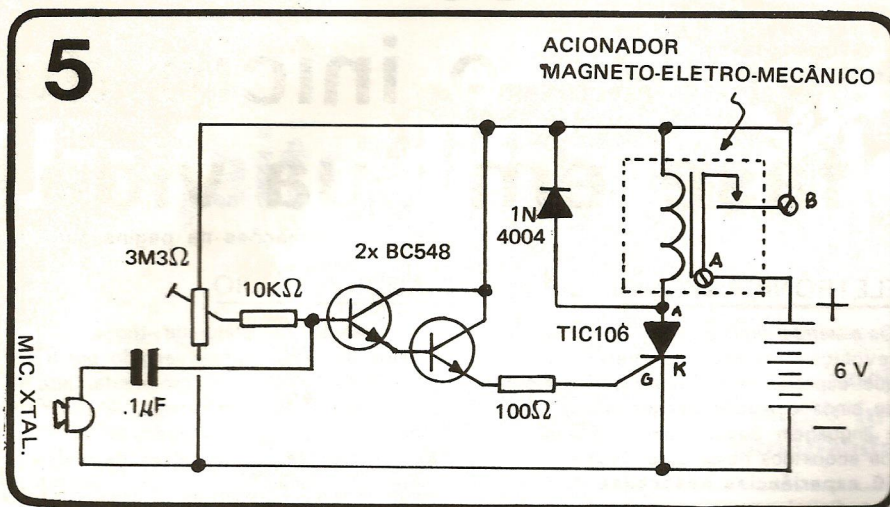 5
ACIONADOR
MAGNETO-ELETRO-MECÂNICO
1N
4004
B
A
3M3Ω
2x BC548
10KΩ
A
TIC106
+
G
K
6 V
MIC. XTAL.
.1µF
100Ω
—